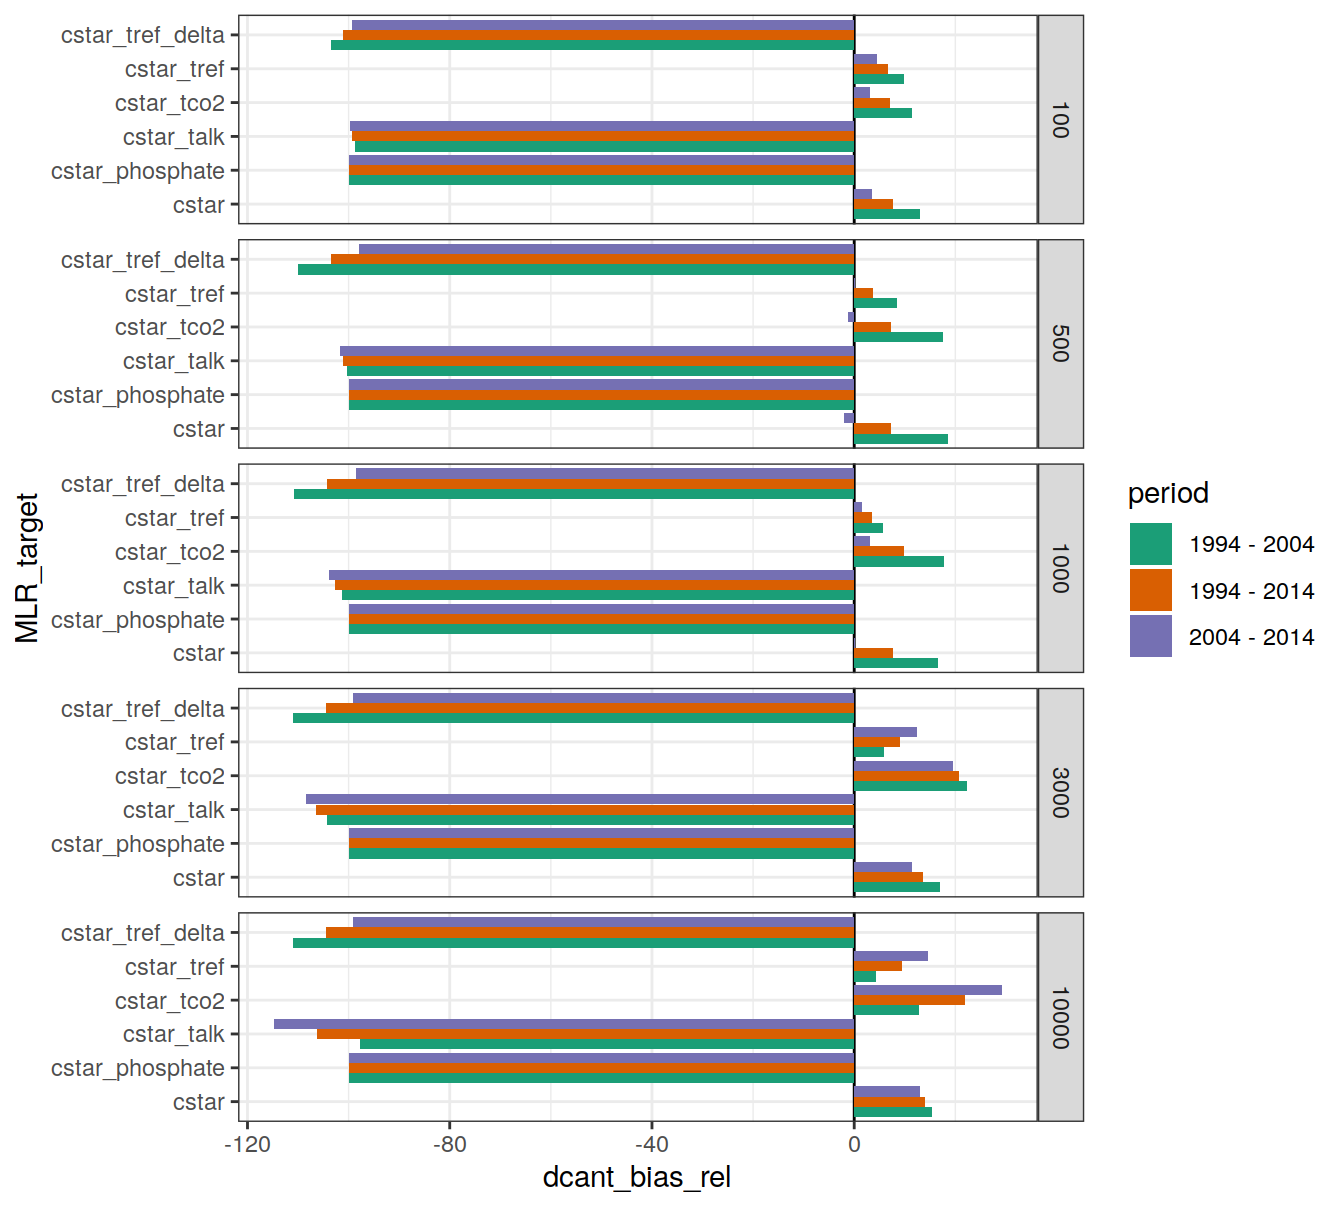 cstar_tref_delta
cstar_tref
cstar_tco2
cstar_talk
cstar_phosphate
cstar
100
cstar_tref_delta
cstar_tref
cstar_tco2
cstar_talk
cstar_phosphate
cstar
500
cstar_tref_delta
cstar_tref
cstar_tco2
cstar_talk
cstar_phosphate
cstar
1000
cstar_tref_delta
cstar_tref
cstar_tco2
cstar_talk
cstar_phosphate
cstar
3000
cstar_tref_delta
cstar_tref
cstar_tco2
cstar_talk
cstar_phosphate
cstar
10000
-120 -80 -40 0
dcant_bias_rel
MLR_target
period
1994 - 2004
1994 - 2014
2004 - 2014